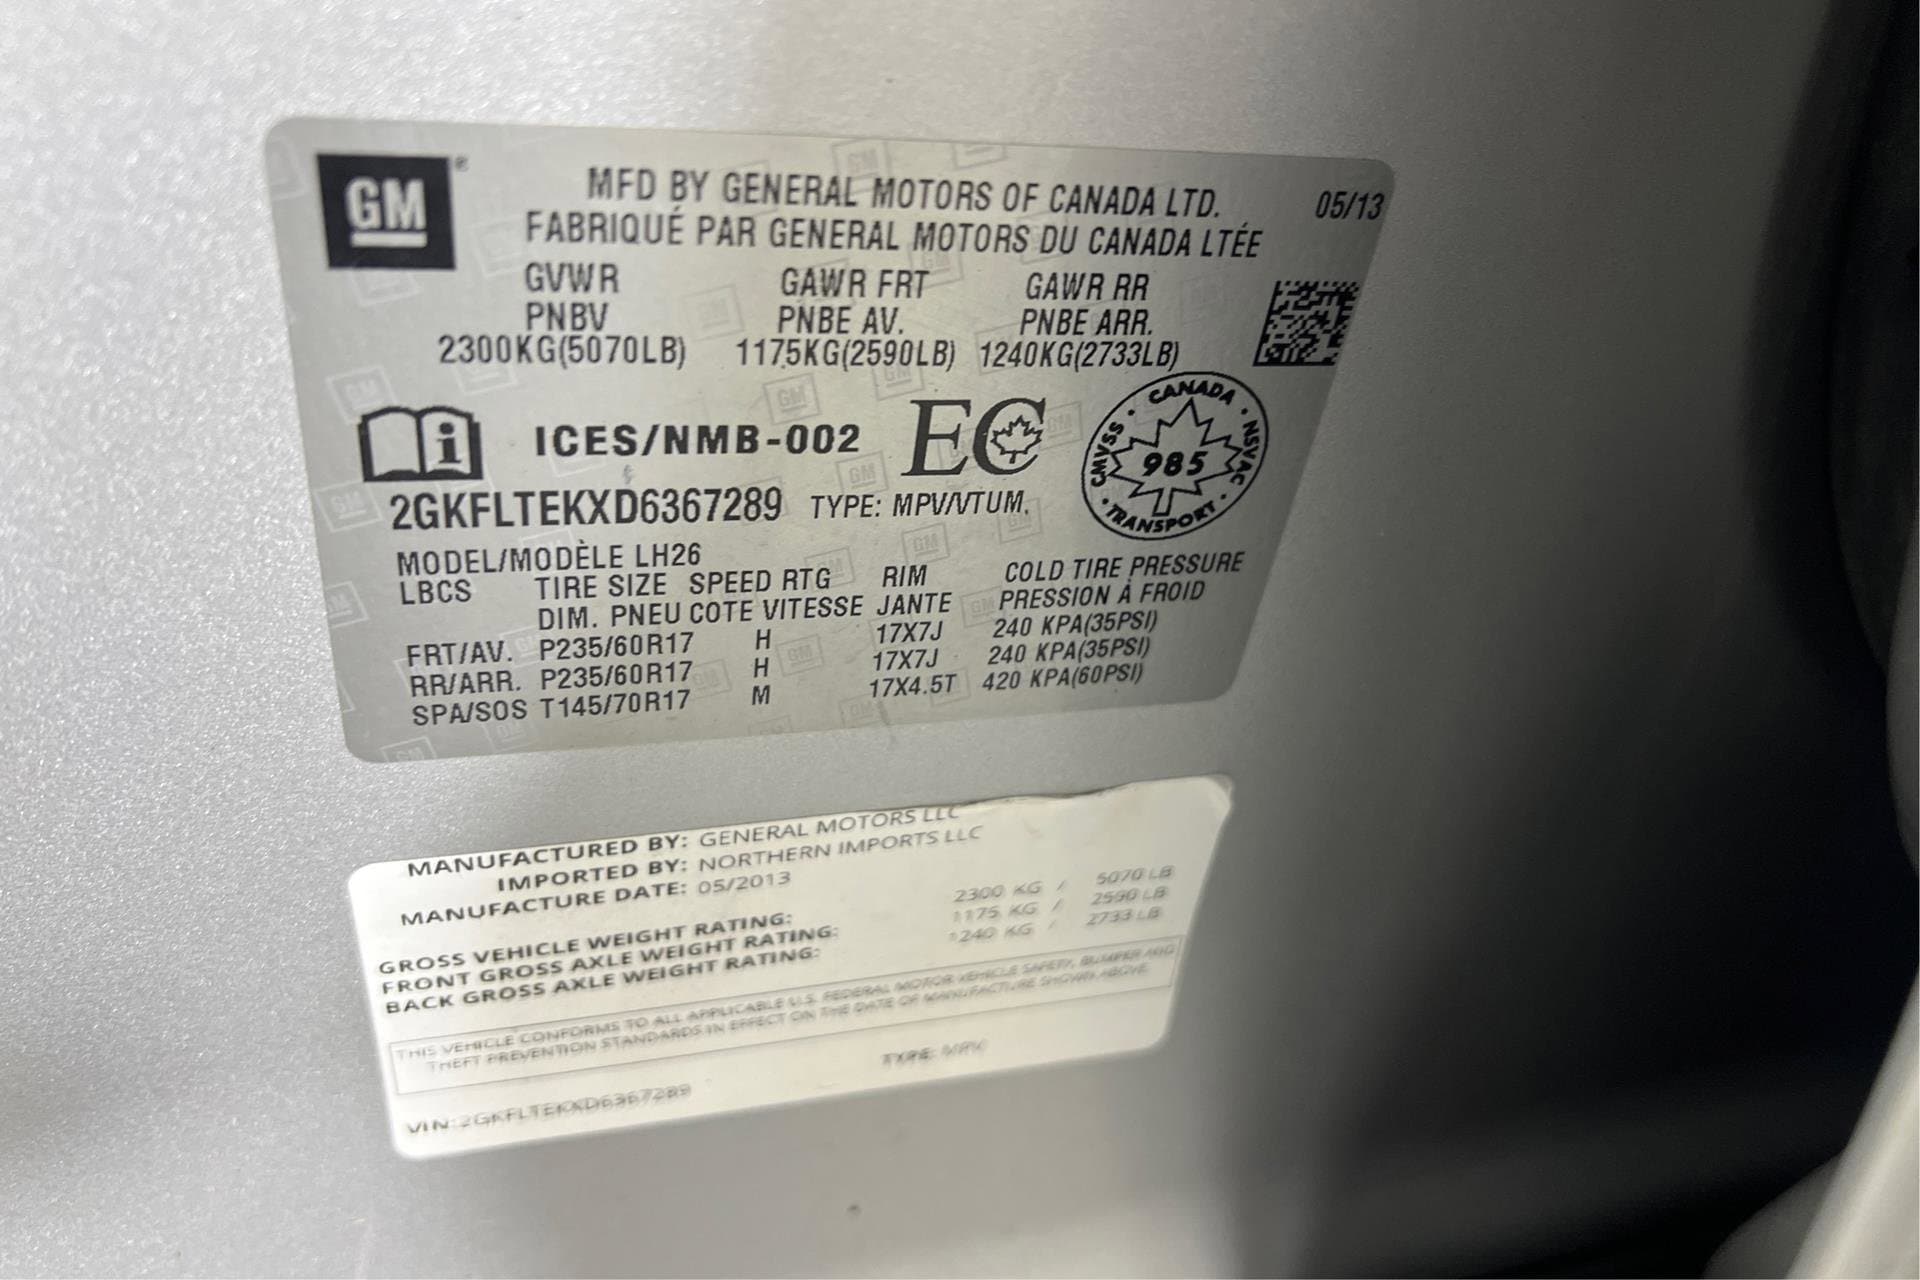 GM®
MFD BY GENERAL MOTORS OF CANADA LTD. 05/13
FABRIQUÉ PAR GENERAL MOTORS DU CANADA LTÉE
GVWR GAWR FRT GAWR RR
PNBV PNBE AV. PNBE ARR.
2300KG(5070LB) 1175KG(2590LB) 1240KG(2733LB)
i ICES/NMB-002 EC
CANADA · NSVAC · TRANSPORT · CMVSS ·
985
2GKFLTEKXD6367289 TYPE: MPV/VTUM.
MODEL/MODÈLE LH26
LBCS TIRE SIZE SPEED RTG RIM COLD TIRE PRESSURE
DIM. PNEU COTE VITESSE JANTE PRESSION À FROID
FRT/AV. P235/60R17 H 17X7J 240 KPA(35PSI)
RR/ARR. P235/60R17 H 17X7J 240 KPA(35PSI)
SPA/SOS T145/70R17 M 17X4.5T 420 KPA(60PSI)
MANUFACTURED BY: GENERAL MOTORS LLC
IMPORTED BY: NORTHERN IMPORTS LLC
MANUFACTURE DATE: 05/2013
GROSS VEHICLE WEIGHT RATING: 2300 KG / 5070 LB
FRONT GROSS AXLE WEIGHT RATING: 1175 KG / 2590 LB
BACK GROSS AXLE WEIGHT RATING: 1240 KG / 2733 LB
THIS VEHICLE CONFORMS TO ALL APPLICABLE U.S. FEDERAL MOTOR VEHICLE SAFETY, BUMPER AND
THEFT PREVENTION STANDARDS IN EFFECT ON THE DATE OF MANUFACTURE SHOWN ABOVE.
TYPE: MPV
VIN: 2GKFLTEKXD6367289